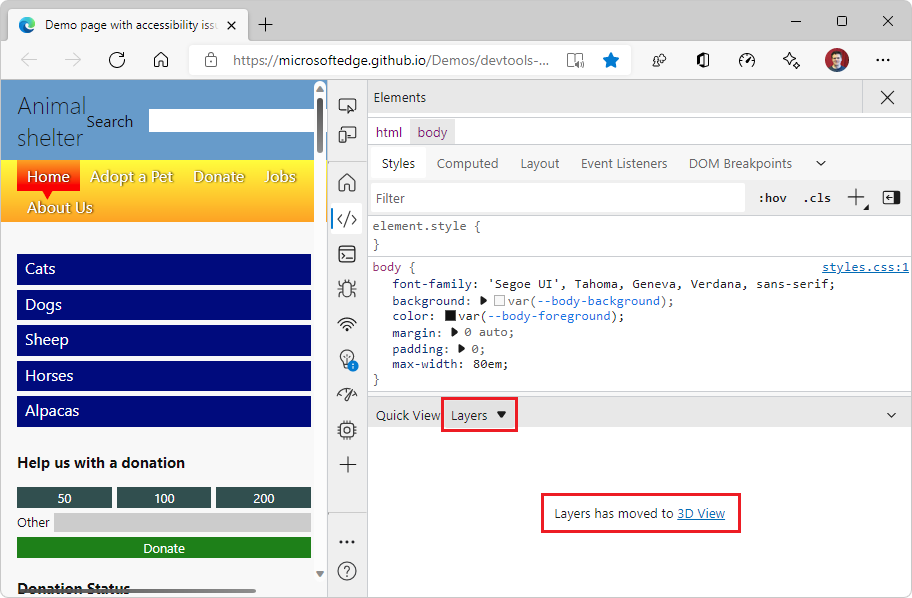 Demo page with accessibility issu
https://microsoftedge.github.io/Demos/devtools-...
Animal
shelter
Search
Home
Adopt a Pet
Donate
Jobs
About Us
Cats
Dogs
Sheep
Horses
Alpacas
Help us with a donation
50
100
200
Other
Donate
Donation Status
Elements
html
body
Styles
Computed
Layout
Event Listeners
DOM Breakpoints
Filter
:hov
.cls
element.style {
}
body {
styles.css:1
font-family: 'Segoe UI', Tahoma, Geneva, Verdana, sans-serif;
background: var(--body-background);
color: var(--body-foreground);
margin: 0 auto;
padding: 0;
max-width: 80em;
}
Quick View
Layers
Layers has moved to 3D View